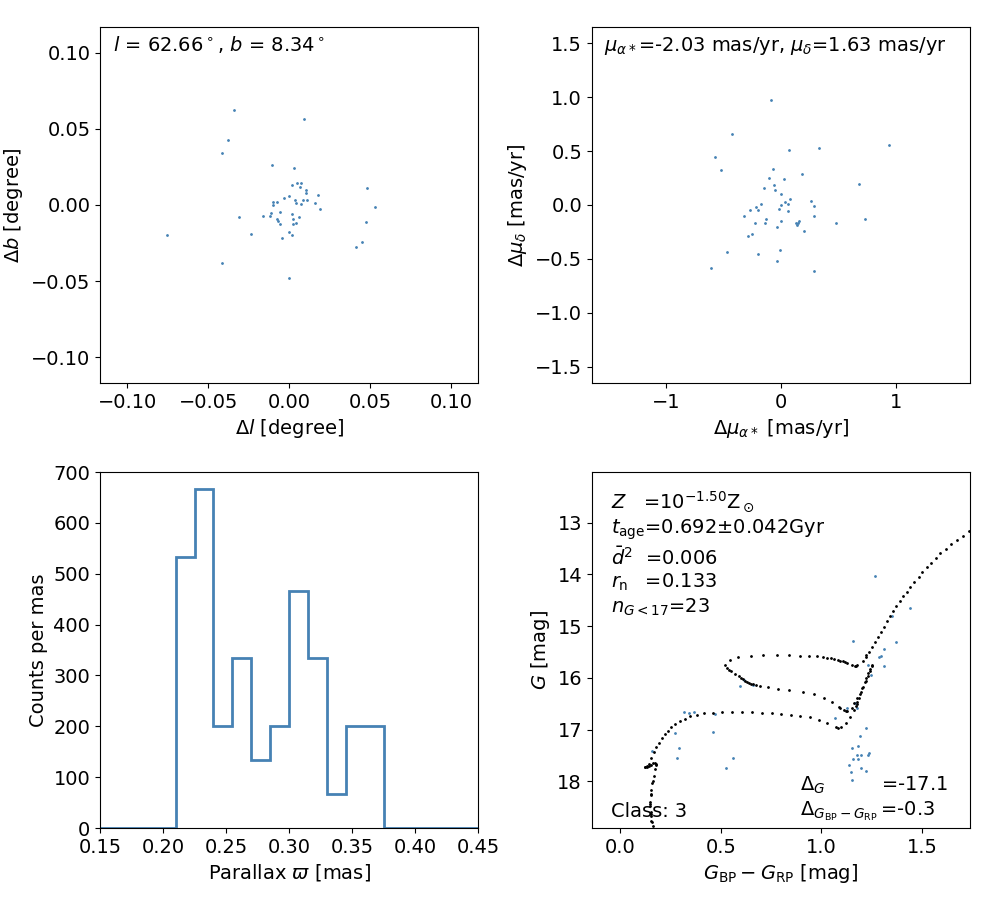 l = 62.66°, b = 8.34°
0.10
0.05
0.00
−0.05
−0.10
Δb [degree]
−0.10 −0.05 0.00 0.05 0.10
Δl [degree]
μα∗=-2.03 mas/yr, μδ=1.63 mas/yr
1.5
1.0
0.5
0.0
−0.5
−1.0
−1.5
Δμδ [mas/yr]
−1 0 1
Δμα∗ [mas/yr]
700
600
500
400
300
200
100
0
Counts per mas
0.15 0.20 0.25 0.30 0.35 0.40 0.45
Parallax ϖ [mas]
Z =10^−1.50 Z⊙
tage=0.692±0.042Gyr
d̄² =0.006
rn =0.133
nG<17=23
13
14
15
16
17
18
G [mag]
ΔG =-17.1
ΔGBP−GRP =-0.3
Class: 3
0.0 0.5 1.0 1.5
GBP − GRP [mag]